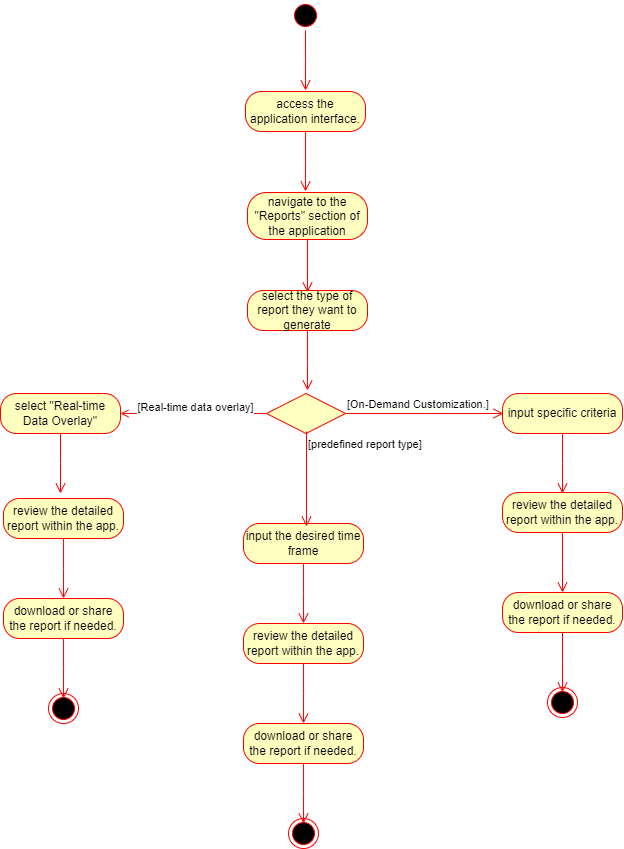 access the
application interface.
navigate to the
"Reports" section of
the application
select the type of
report they want to
generate
select "Real-time
Data Overlay"
[Real-time data overlay]
[On-Demand Customization.]
input specific criteria
[predefined report type]
review the detailed
report within the app.
input the desired time
frame
review the detailed
report within the app.
download or share
the report if needed.
review the detailed
report within the app.
download or share
the report if needed.
download or share
the report if needed.